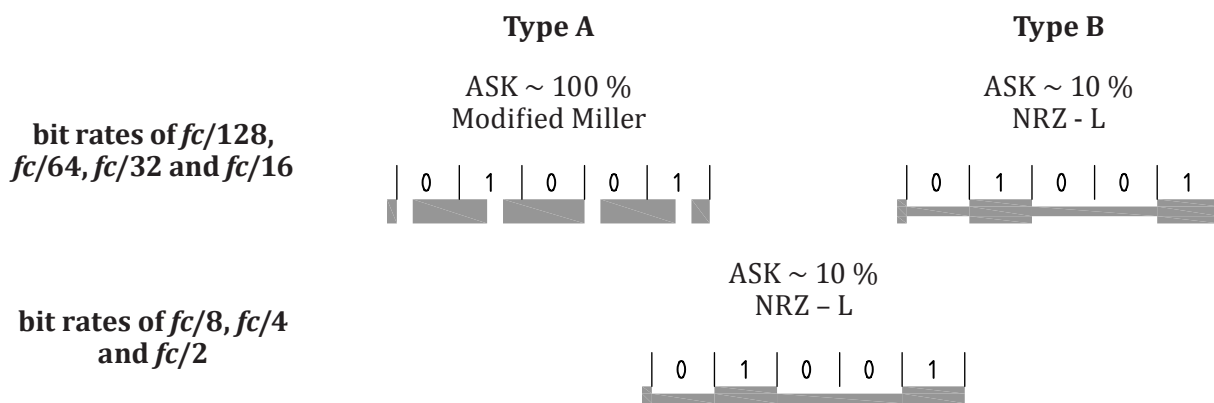 Type A
Type B
ASK ~ 100 %
Modified Miller
ASK ~ 10 %
NRZ - L
bit rates of fc/128,
fc/64, fc/32 and fc/16
0 1 0 0 1
0 1 0 0 1
ASK ~ 10 %
NRZ – L
bit rates of fc/8, fc/4
and fc/2
0 1 0 0 1